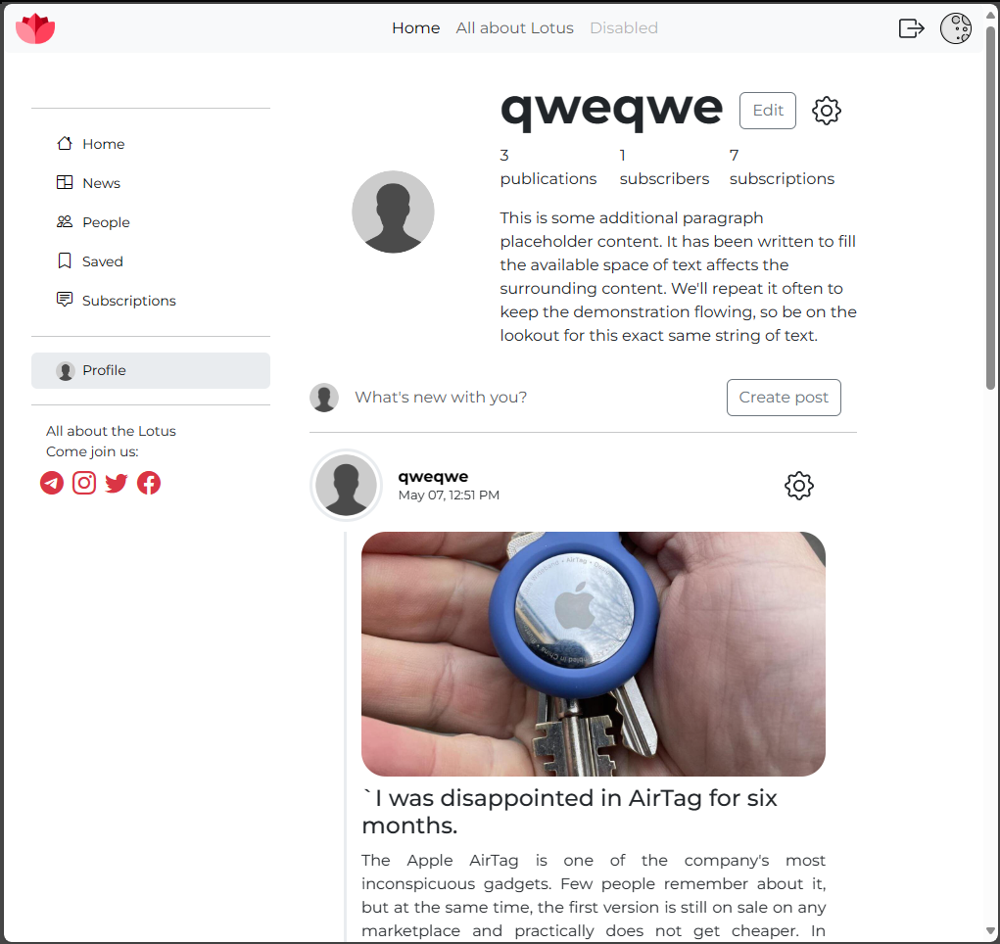 Home All about Lotus Disabled
Home
News
People
Saved
Subscriptions
Profile
All about the Lotus
Come join us:
qweqwe Edit
3 1 7
publications subscribers subscriptions
This is some additional paragraph
placeholder content. It has been written to fill
the available space of text affects the
surrounding content. We'll repeat it often to
keep the demonstration flowing, so be on the
lookout for this exact same string of text.
What's new with you? Create post
qweqwe
May 07, 12:51 PM
AirTag
`I was disappointed in AirTag for six
months.
The Apple AirTag is one of the company's most
inconspicuous gadgets. Few people remember about it,
but at the same time, the first version is still on sale on any
marketplace and practically does not get cheaper. In